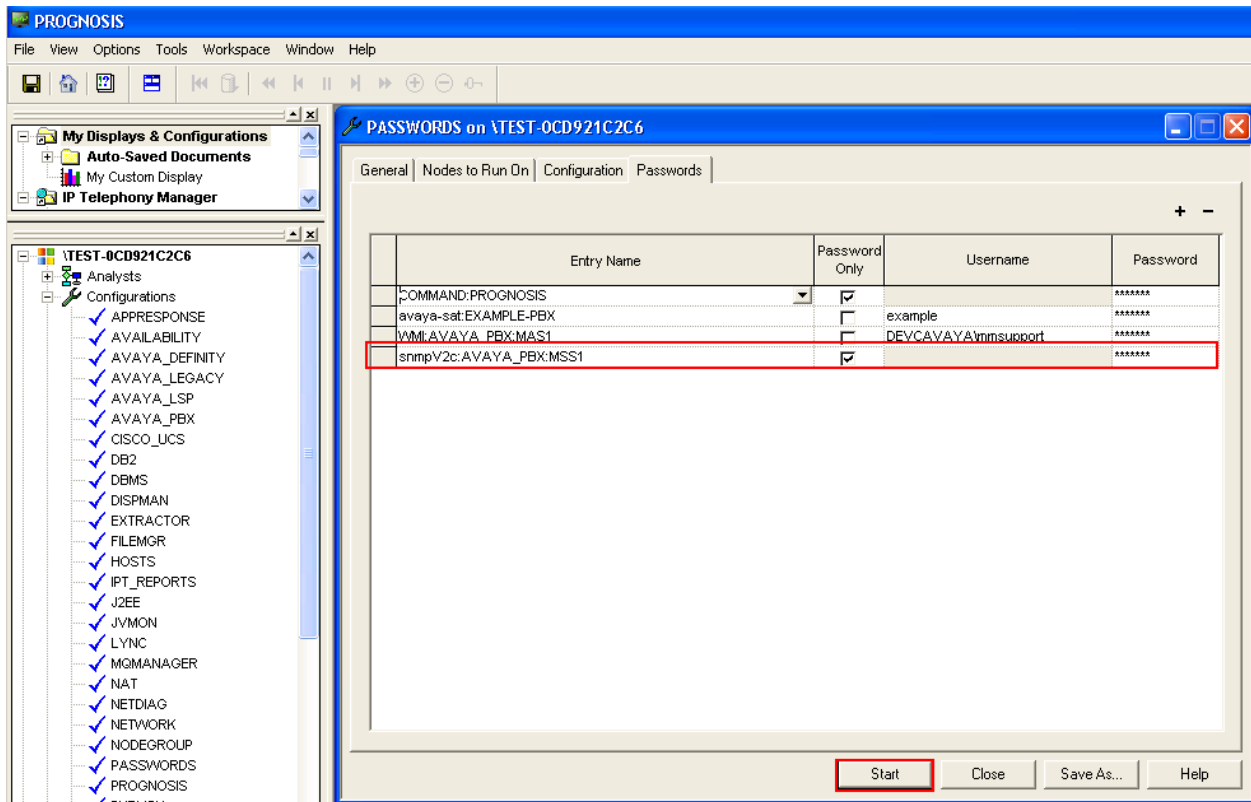 PROGNOSIS
File View Options Tools Workspace Window Help
My Displays & Configurations
Auto-Saved Documents
My Custom Display
IP Telephony Manager
\TEST-0CD921C2C6
Analysts
Configurations
APPRESPONSE
AVAILABILITY
AVAYA_DEFINITY
AVAYA_LEGACY
AVAYA_LSP
AVAYA_PBX
CISCO_UCS
DB2
DBMS
DISPMAN
EXTRACTOR
FILEMGR
HOSTS
IPT_REPORTS
J2EE
JVMON
LYNC
MQMANAGER
NAT
NETDIAG
NETWORK
NODEGROUP
PASSWORDS
PROGNOSIS
PASSWORDS on \TEST-0CD921C2C6
General Nodes to Run On Configuration Passwords
+ −
Entry Name Password Only Username Password
COMMAND:PROGNOSIS *******
avaya-sat:EXAMPLE-PBX example *******
WMI:AVAYA_PBX:MAS1 DEVCAVAYA\mmsupport *******
snmpV2c:AVAYA_PBX:MSS1 *******
Start Close Save As... Help